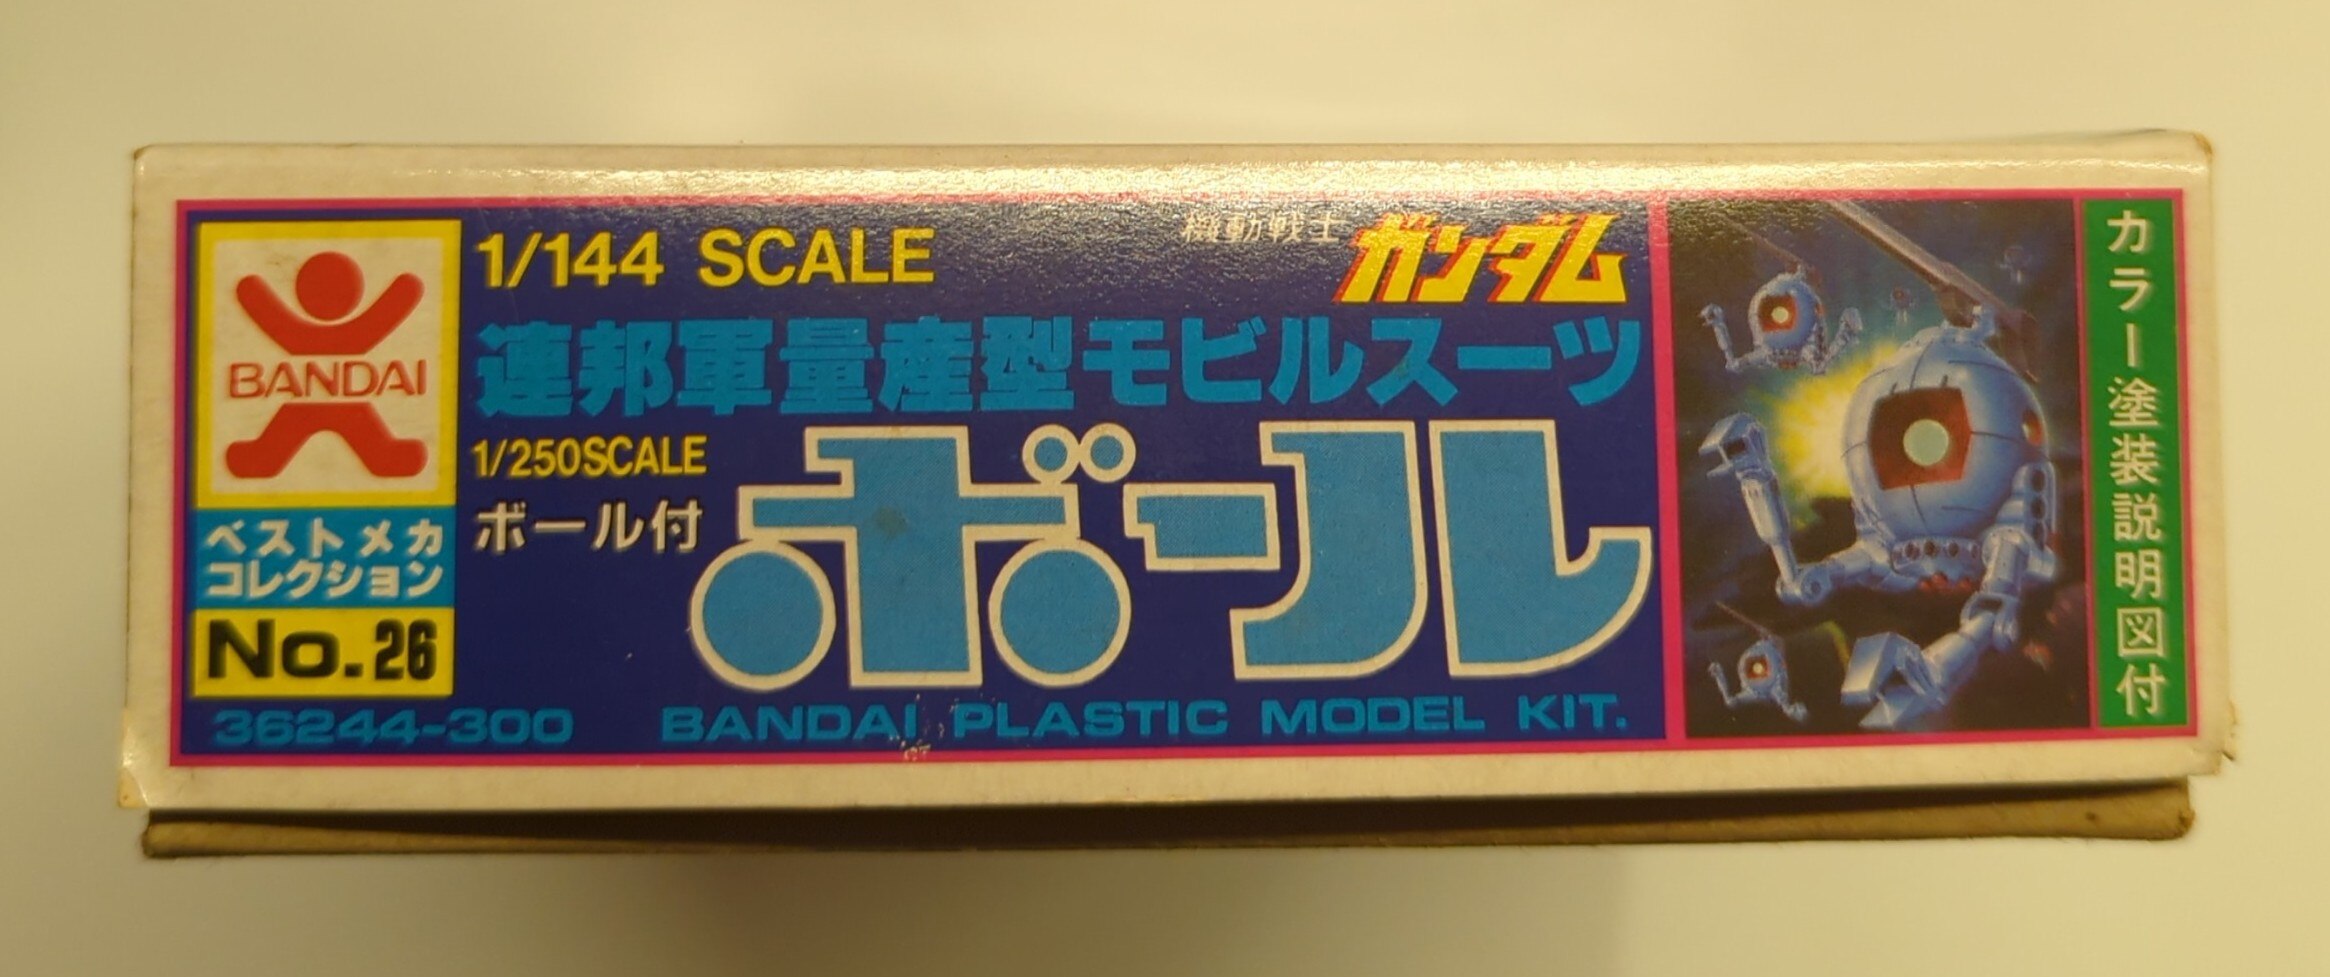 BANDAI
ベストメカ
コレクション
No.26
1/144 SCALE
機動戦士 ガンダム
連邦軍量産型モビルスーツ
1/250SCALE
ボール付
ボール
36244-300 BANDAI PLASTIC MODEL KIT.
カラー塗装説明図付